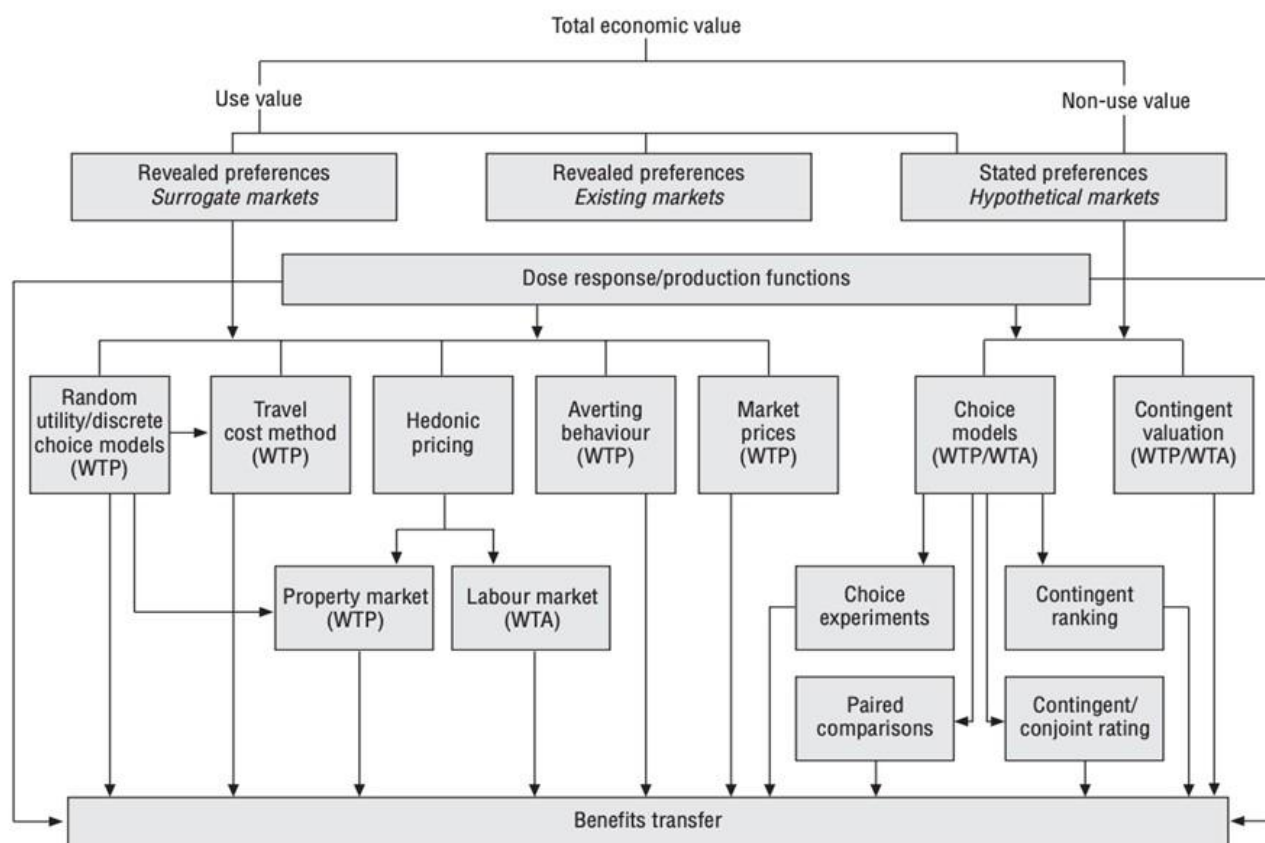 Total economic value
Use value
Non-use value
Revealed preferences
Surrogate markets
Revealed preferences
Existing markets
Stated preferences
Hypothetical markets
Dose response/production functions
Random
utility/discrete
choice models
(WTP)
Travel
cost method
(WTP)
Hedonic
pricing
Averting
behaviour
(WTP)
Market
prices
(WTP)
Choice
models
(WTP/WTA)
Contingent
valuation
(WTP/WTA)
Property market
(WTP)
Labour market
(WTA)
Choice
experiments
Contingent
ranking
Paired
comparisons
Contingent/
conjoint rating
Benefits transfer